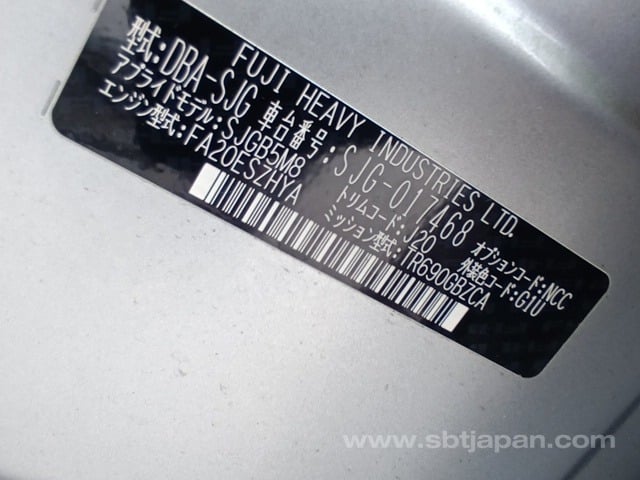 FUJI HEAVY INDUSTRIES LTD.
型式:DBA-SJG 車台番号:SJG-017468
アプライドモデル:SJGB5M8 オプションコード:NCC
トリムコード:J20 外装色コード:G1U
エンジン型式:FA20ESZHYA ミッション型式:TR690GBZCA
www.sbtjapan.com